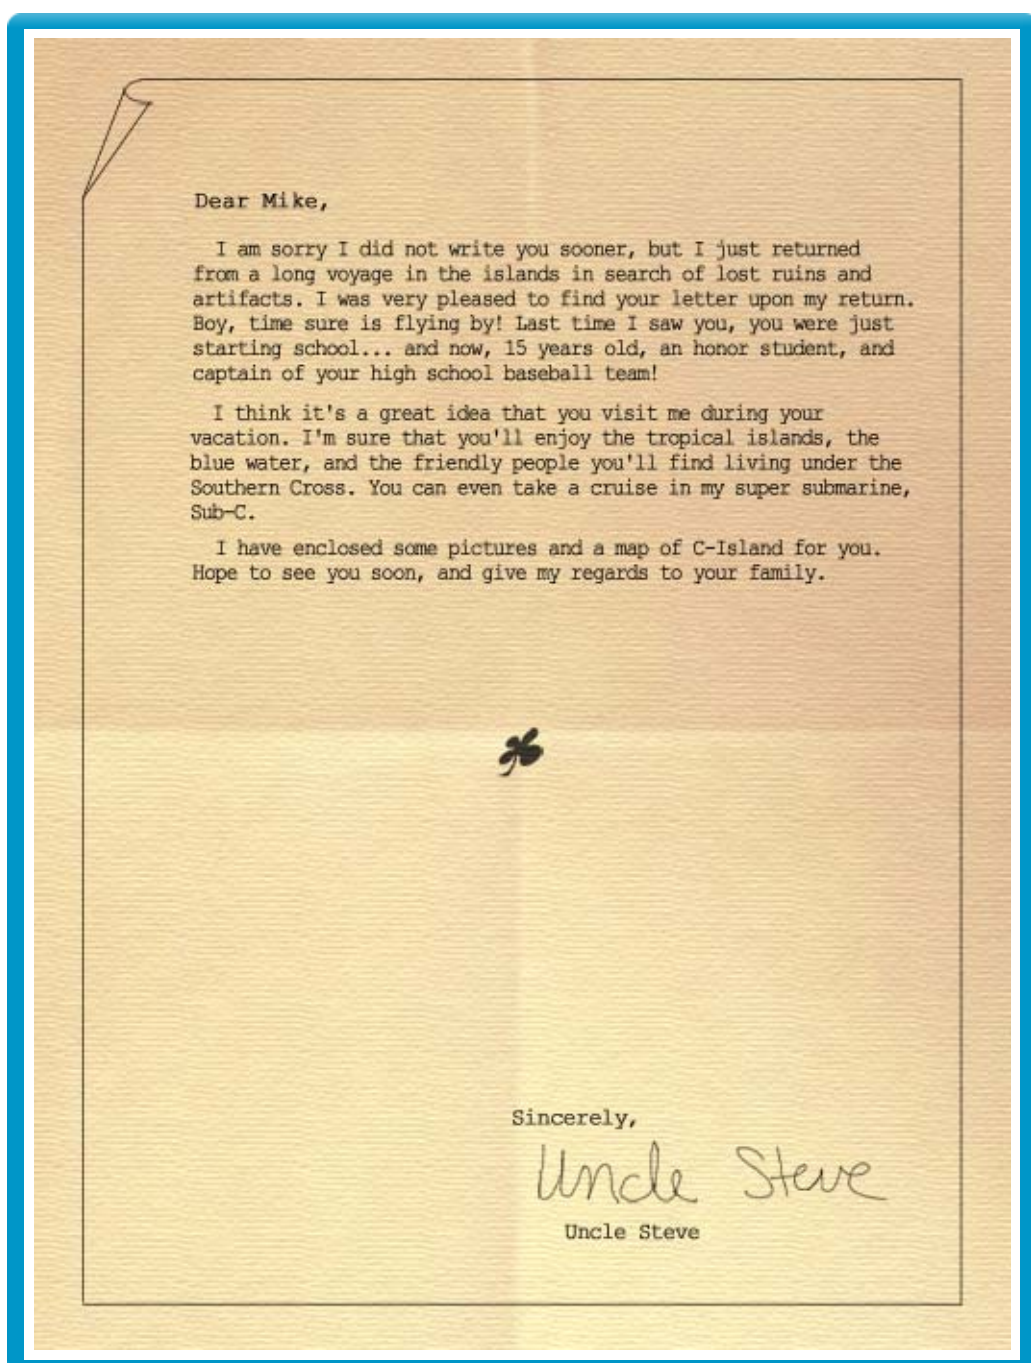 Dear Mike,
I am sorry I did not write you sooner, but I just returned
from a long voyage in the islands in search of lost ruins and
artifacts. I was very pleased to find your letter upon my return.
Boy, time sure is flying by! Last time I saw you, you were just
starting school... and now, 15 years old, an honor student, and
captain of your high school baseball team!
I think it's a great idea that you visit me during your
vacation. I'm sure that you'll enjoy the tropical islands, the
blue water, and the friendly people you'll find living under the
Southern Cross. You can even take a cruise in my super submarine,
Sub-C.
I have enclosed some pictures and a map of C-Island for you.
Hope to see you soon, and give my regards to your family.
Sincerely,
Uncle Steve
Uncle Steve